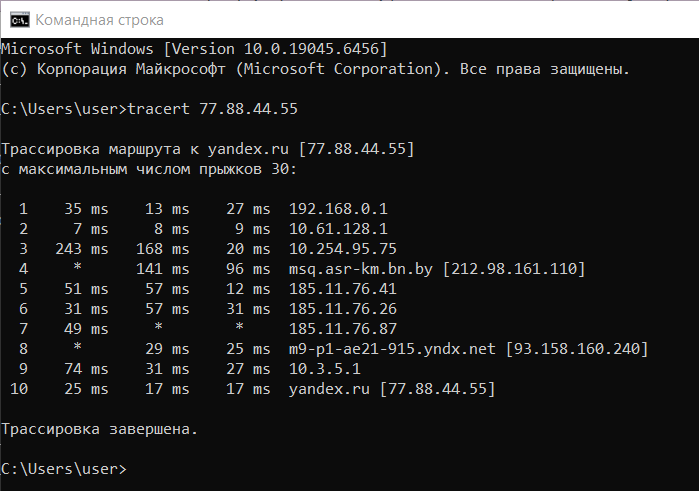 Командная строка
Microsoft Windows [Version 10.0.19045.6456]
(c) Корпорация Майкрософт (Microsoft Corporation). Все права защищены.
C:\Users\user>tracert 77.88.44.55
Трассировка маршрута к yandex.ru [77.88.44.55]
с максимальным числом прыжков 30:
1 35 ms 13 ms 27 ms 192.168.0.1
2 7 ms 8 ms 9 ms 10.61.128.1
3 243 ms 168 ms 20 ms 10.254.95.75
4 * 141 ms 96 ms msq.asr-km.bn.by [212.98.161.110]
5 51 ms 57 ms 12 ms 185.11.76.41
6 31 ms 57 ms 31 ms 185.11.76.26
7 49 ms * * 185.11.76.87
8 * 29 ms 25 ms m9-p1-ae21-915.yndx.net [93.158.160.240]
9 74 ms 31 ms 27 ms 10.3.5.1
10 25 ms 17 ms 17 ms yandex.ru [77.88.44.55]
Трассировка завершена.
C:\Users\user>